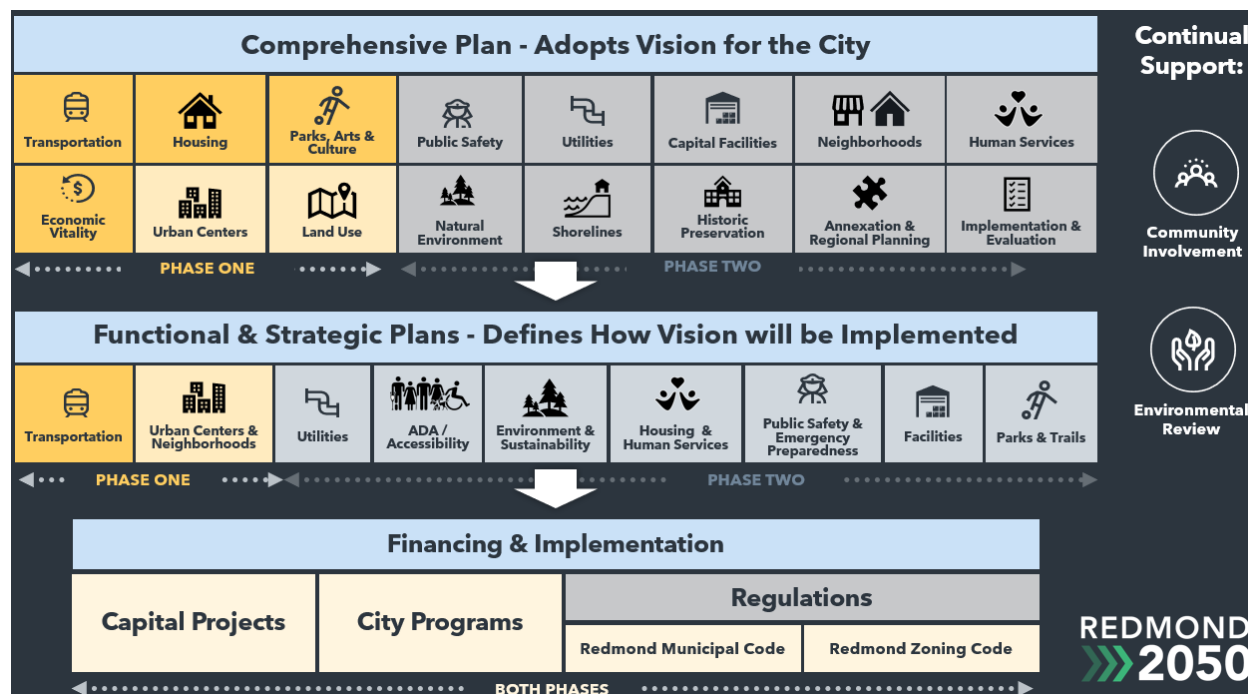 Comprehensive Plan - Adopts Vision for the City
Continual
Support:
Transportation
Housing
Parks, Arts &
Culture
Public Safety
Utilities
Capital Facilities
Neighborhoods
Human Services
Economic
Vitality
Urban Centers
Land Use
Natural
Environment
Shorelines
Historic
Preservation
Annexation &
Regional Planning
Implementation &
Evaluation
Community
Involvement
PHASE ONE
PHASE TWO
Functional & Strategic Plans - Defines How Vision will be Implemented
Transportation
Urban Centers &
Neighborhoods
Utilities
ADA /
Accessibility
Environment &
Sustainability
Housing &
Human Services
Public Safety &
Emergency
Preparedness
Facilities
Parks & Trails
Environmental
Review
PHASE ONE
PHASE TWO
Financing & Implementation
Capital Projects
City Programs
Regulations
Redmond Municipal Code
Redmond Zoning Code
BOTH PHASES
REDMOND
2050